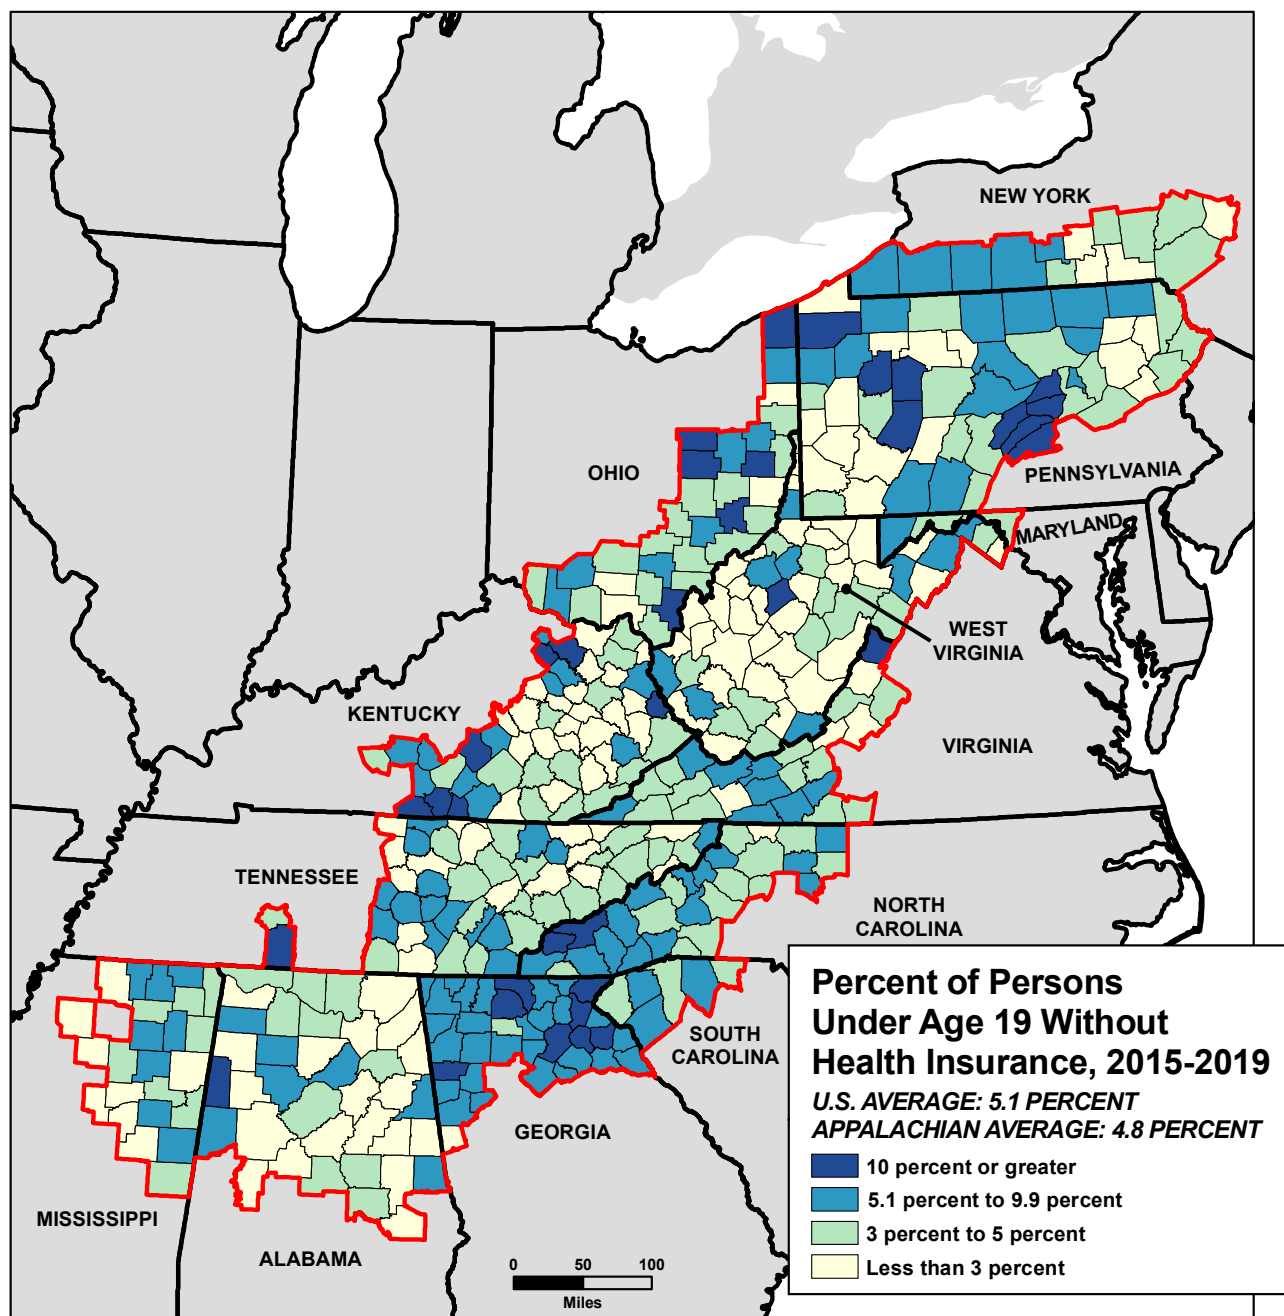 NEW YORK
OHIO
PENNSYLVANIA
MARYLAND
WEST
VIRGINIA
KENTUCKY
VIRGINIA
TENNESSEE
NORTH
CAROLINA
SOUTH
CAROLINA
GEORGIA
MISSISSIPPI
ALABAMA
0 50 100
Miles
Percent of Persons
Under Age 19 Without
Health Insurance, 2015-2019
U.S. AVERAGE: 5.1 PERCENT
APPALACHIAN AVERAGE: 4.8 PERCENT
10 percent or greater
5.1 percent to 9.9 percent
3 percent to 5 percent
Less than 3 percent